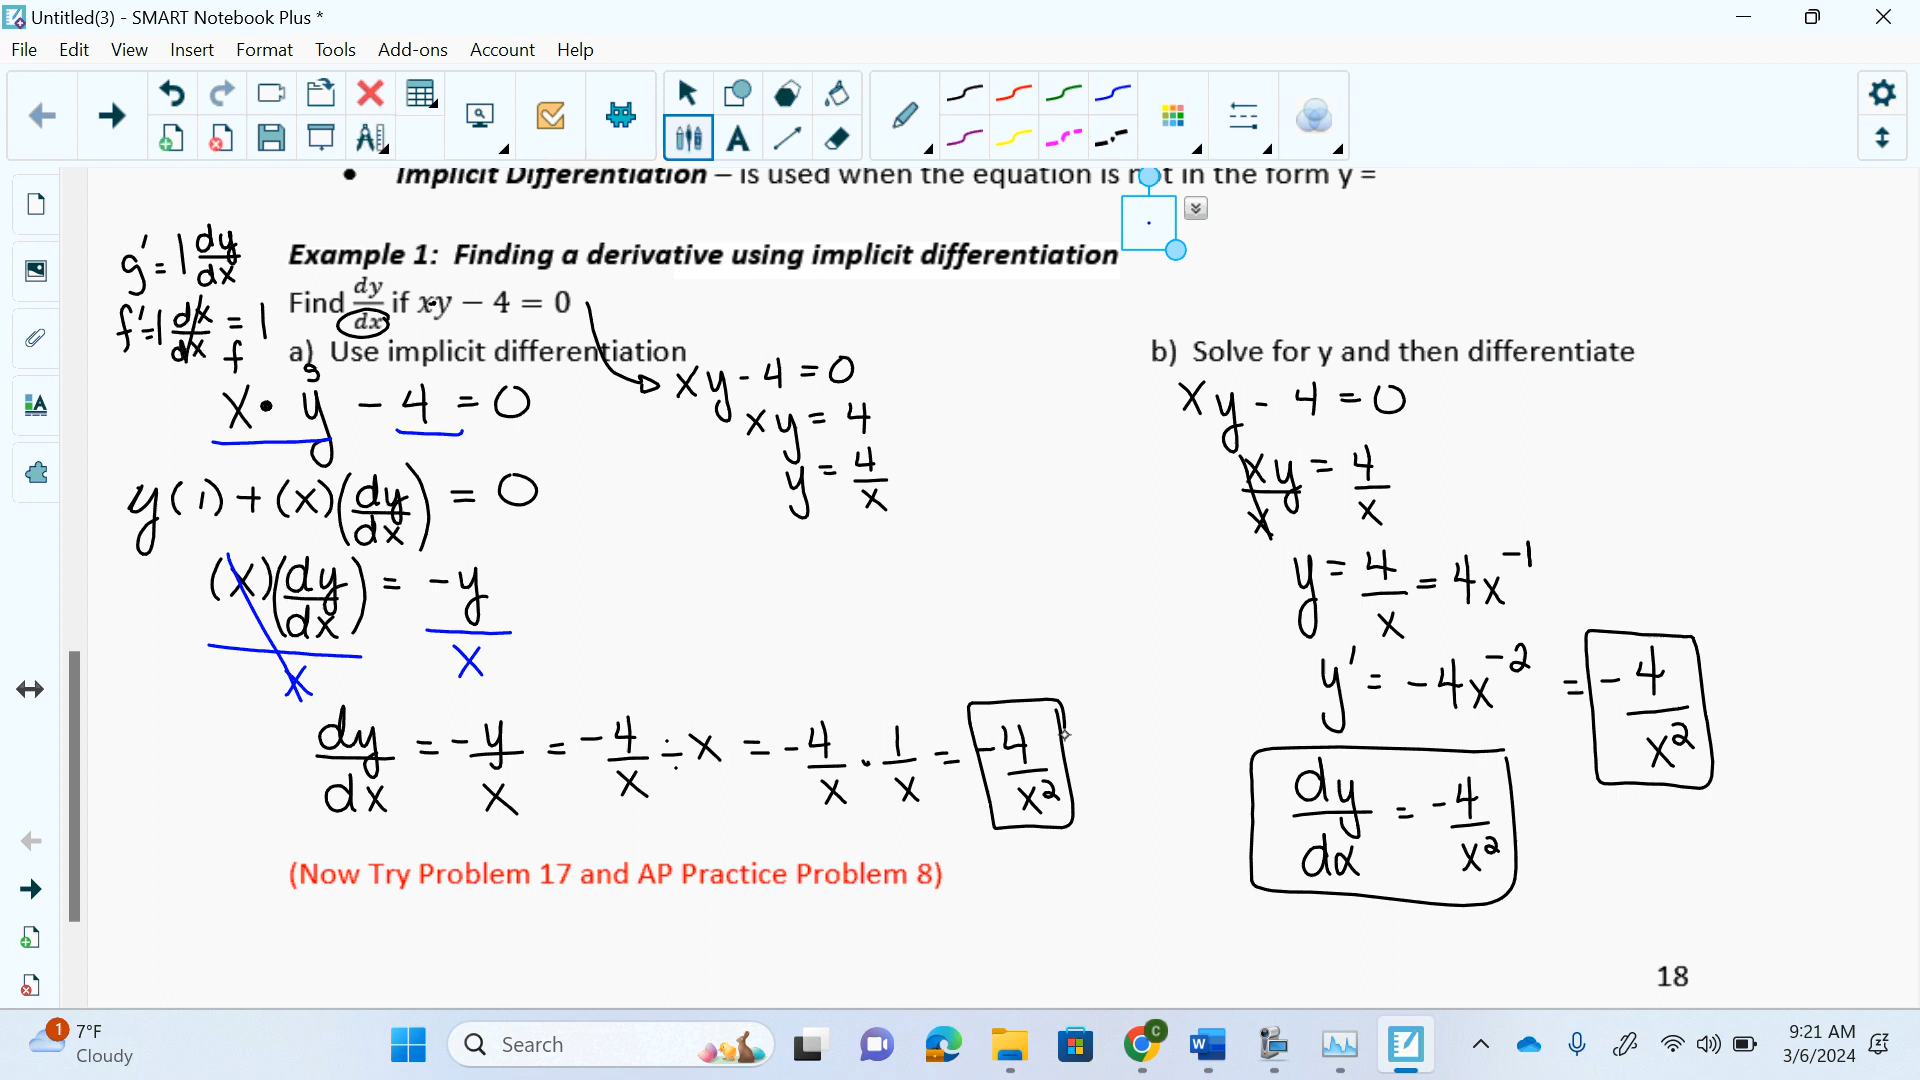 Untitled(3) - SMART Notebook Plus *
File Edit View Insert Format Tools Add-ons Account Help
• Implicit Differentiation – is used when the equation is not in the form y =
g' = 1 dy/dx
f' = 1 dx/dx = 1
Example 1: Finding a derivative using implicit differentiation
Find dy/dx if x·y − 4 = 0
a) Use implicit differentiation
f g
x • y - 4 = 0
y(1) + (x)(dy/dx) = 0
(x)(dy/dx)/x = -y/x
dy/dx = -y/x = -4/x ÷ x = -4/x · 1/x = -4/x²
xy - 4 = 0
xy = 4
y = 4/x
b) Solve for y and then differentiate
xy - 4 = 0
xy/x = 4/x
y = 4/x = 4x⁻¹
y' = -4x⁻² = -4/x²
dy/dx = -4/x²
(Now Try Problem 17 and AP Practice Problem 8)
18
1
7°F
Cloudy
Search
C
W
9:21 AM
3/6/2024